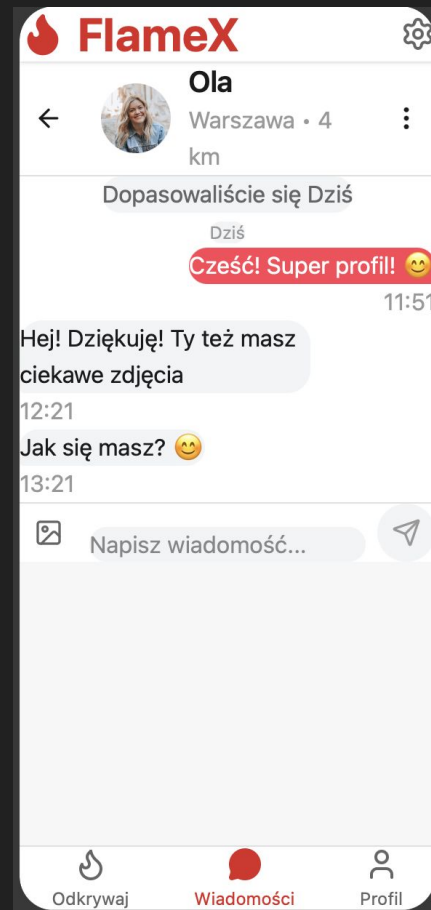 FlameX
Ola
Warszawa • 4
km
Dopasowaliście się Dziś
Dziś
Cześć! Super profil! 😊
11:51
Hej! Dziękuję! Ty też masz
ciekawe zdjęcia
12:21
Jak się masz? 😊
13:21
Napisz wiadomość...
Odkrywaj
Wiadomości
Profil